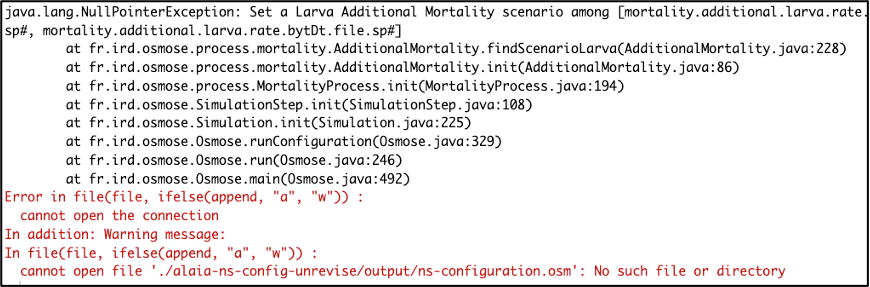 java.lang.NullPointerException: Set a Larva Additional Mortality scenario among [mortality.additional.larva.rate.
sp#, mortality.additional.larva.rate.bytDt.file.sp#]
at fr.ird.osmose.process.mortality.AdditionalMortality.findScenarioLarva(AdditionalMortality.java:228)
at fr.ird.osmose.process.mortality.AdditionalMortality.init(AdditionalMortality.java:86)
at fr.ird.osmose.process.MortalityProcess.init(MortalityProcess.java:194)
at fr.ird.osmose.SimulationStep.init(SimulationStep.java:108)
at fr.ird.osmose.Simulation.init(Simulation.java:225)
at fr.ird.osmose.Osmose.runConfiguration(Osmose.java:329)
at fr.ird.osmose.Osmose.run(Osmose.java:246)
at fr.ird.osmose.Osmose.main(Osmose.java:492)
Error in file(file, ifelse(append, "a", "w")) :
cannot open the connection
In addition: Warning message:
In file(file, ifelse(append, "a", "w")) :
cannot open file './alaia-ns-config-unrevise/output/ns-configuration.osm': No such file or directory